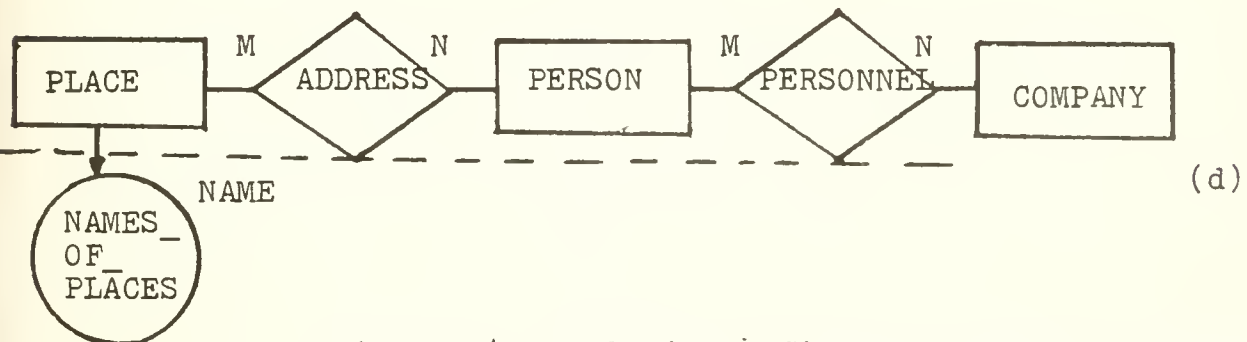 M N M N
PLACE ADDRESS PERSON PERSONNEL COMPANY
NAME
(d)
NAMES_
OF_
PLACES